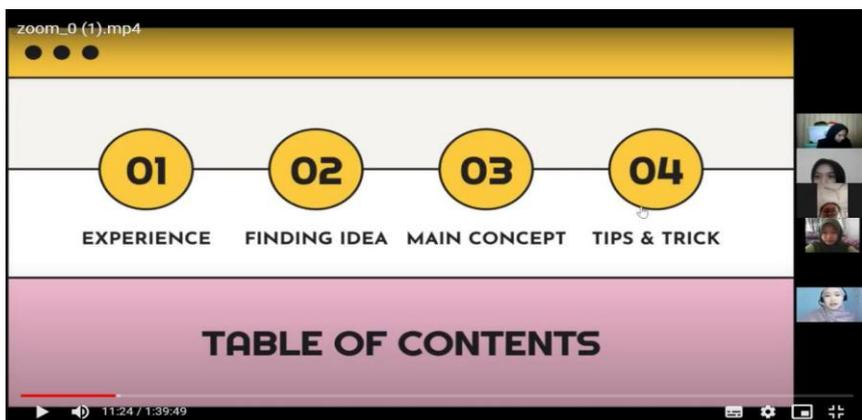 zoom_0 (1).mp4
01 02 03 04
EXPERIENCE FINDING IDEA MAIN CONCEPT TIPS & TRICK
TABLE OF CONTENTS
11:24 / 1:39:49